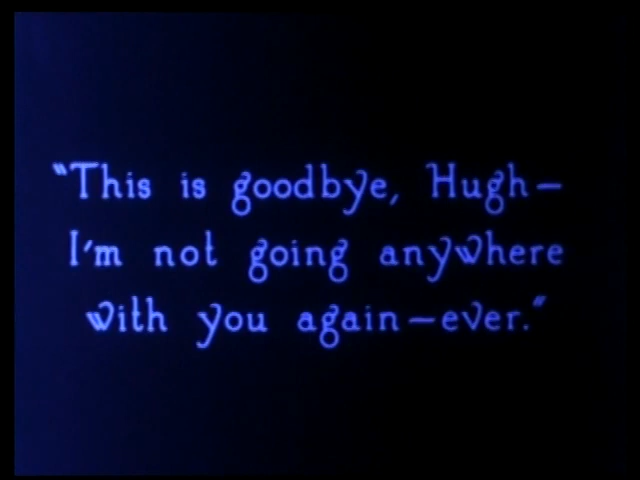 "This is goodbye, Hugh—
I'm not going anywhere
with you again—ever."